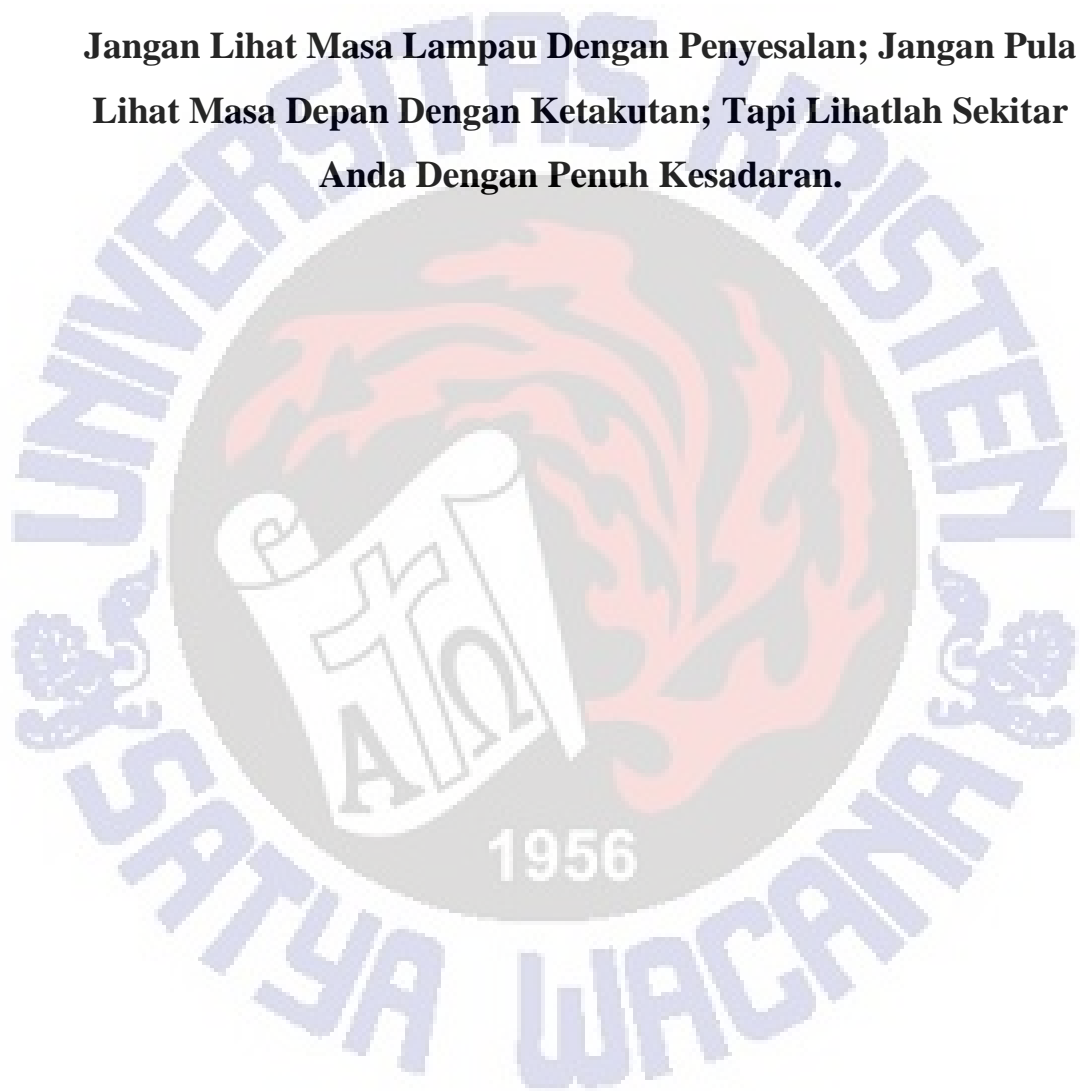 Jangan Lihat Masa Lampau Dengan Penyesalan; Jangan Pula
Lihat Masa Depan Dengan Ketakutan; Tapi Lihatlah Sekitar
Anda Dengan Penuh Kesadaran.
UNIVERSITAS KRISTEN
A Ω
1956
SATYA WACANA